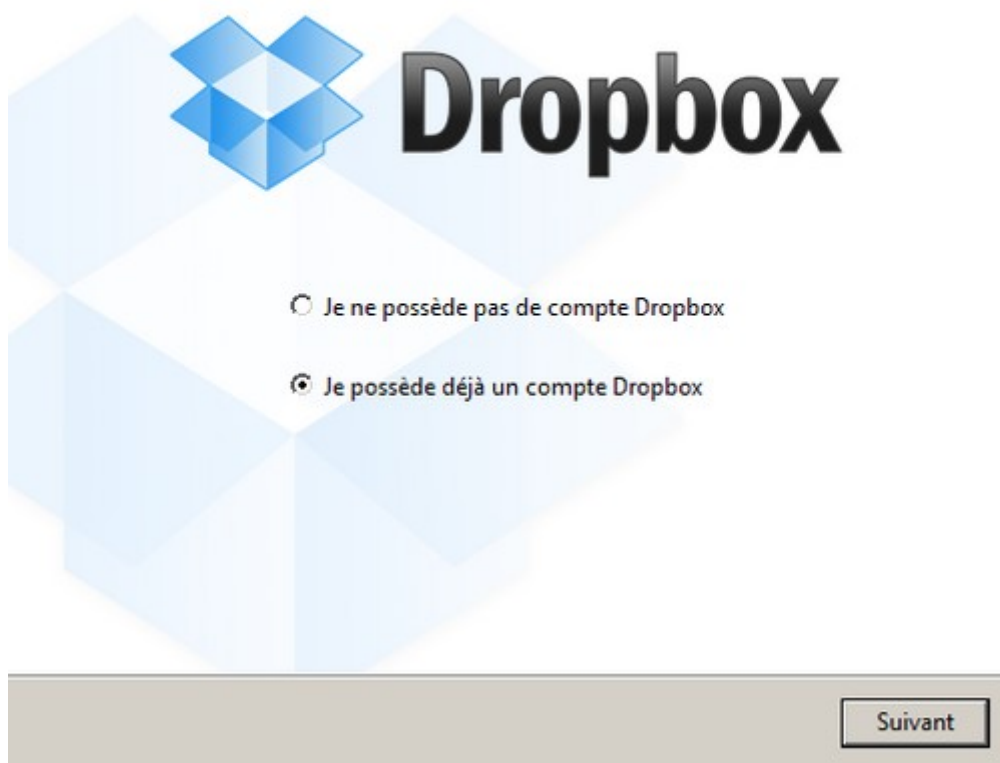 Dropbox
Je ne possède pas de compte Dropbox
Je possède déjà un compte Dropbox
Suivant